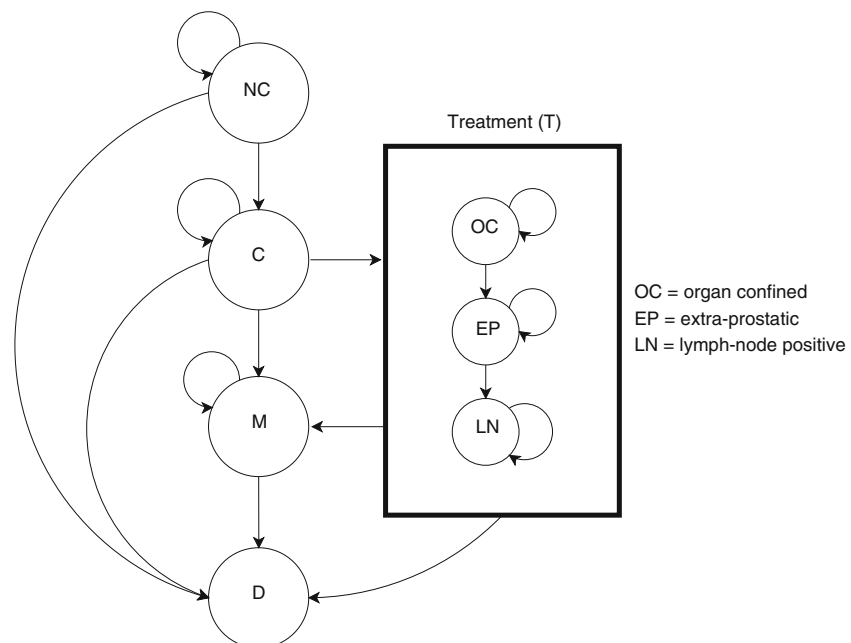 NC
Treatment (T)
OC
C
OC = organ confined
EP
EP = extra-prostatic
LN = lymph-node positive
M
LN
D